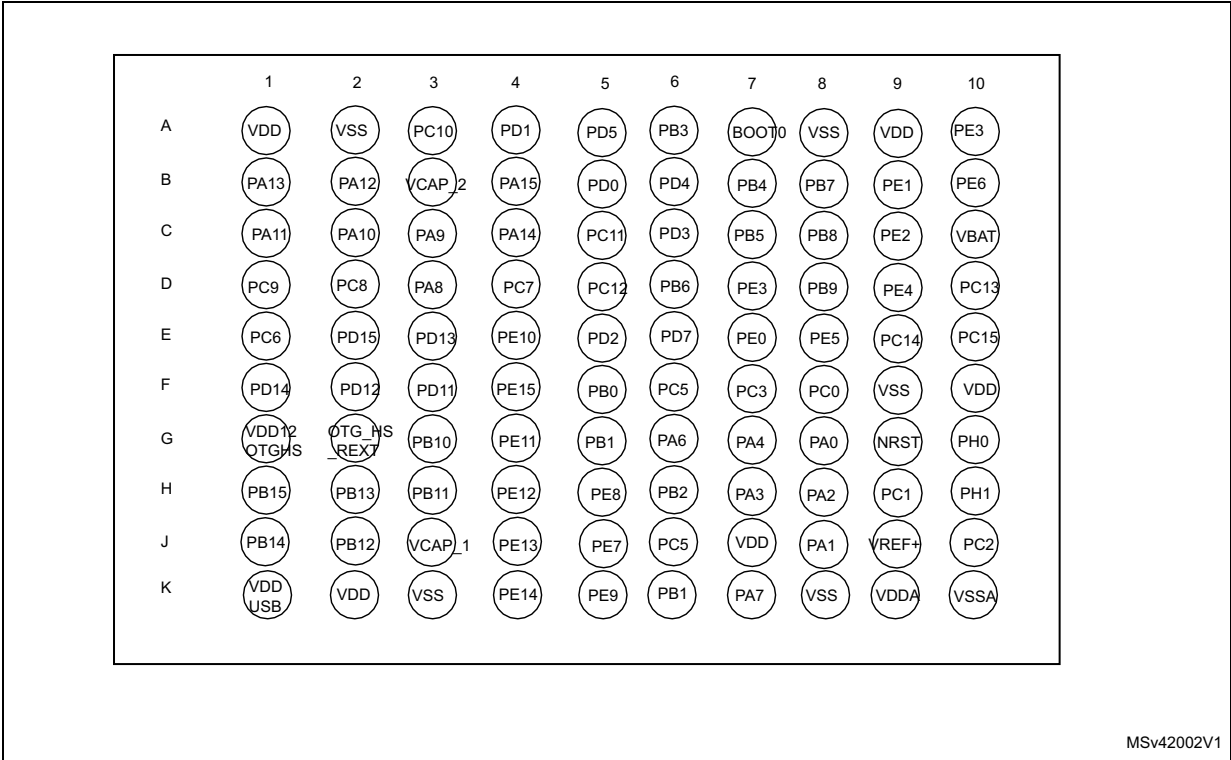 1 2 3 4 5 6 7 8 9 10
A VDD VSS PC10 PD1 PD5 PB3 BOOT0 VSS VDD PE3
B PA13 PA12 VCAP_2 PA15 PD0 PD4 PB4 PB7 PE1 PE6
C PA11 PA10 PA9 PA14 PC11 PD3 PB5 PB8 PE2 VBAT
D PC9 PC8 PA8 PC7 PC12 PB6 PE3 PB9 PE4 PC13
E PC6 PD15 PD13 PE10 PD2 PD7 PE0 PE5 PC14 PC15
F PD14 PD12 PD11 PE15 PB0 PC5 PC3 PC0 VSS VDD
G VDD12 OTGHS OTG_HS _REXT PB10 PE11 PB1 PA6 PA4 PA0 NRST PH0
H PB15 PB13 PB11 PE12 PE8 PB2 PA3 PA2 PC1 PH1
J PB14 PB12 VCAP_1 PE13 PE7 PC5 VDD PA1 VREF+ PC2
K VDD USB VDD VSS PE14 PE9 PB1 PA7 VSS VDDA VSSA
MSv42002V1